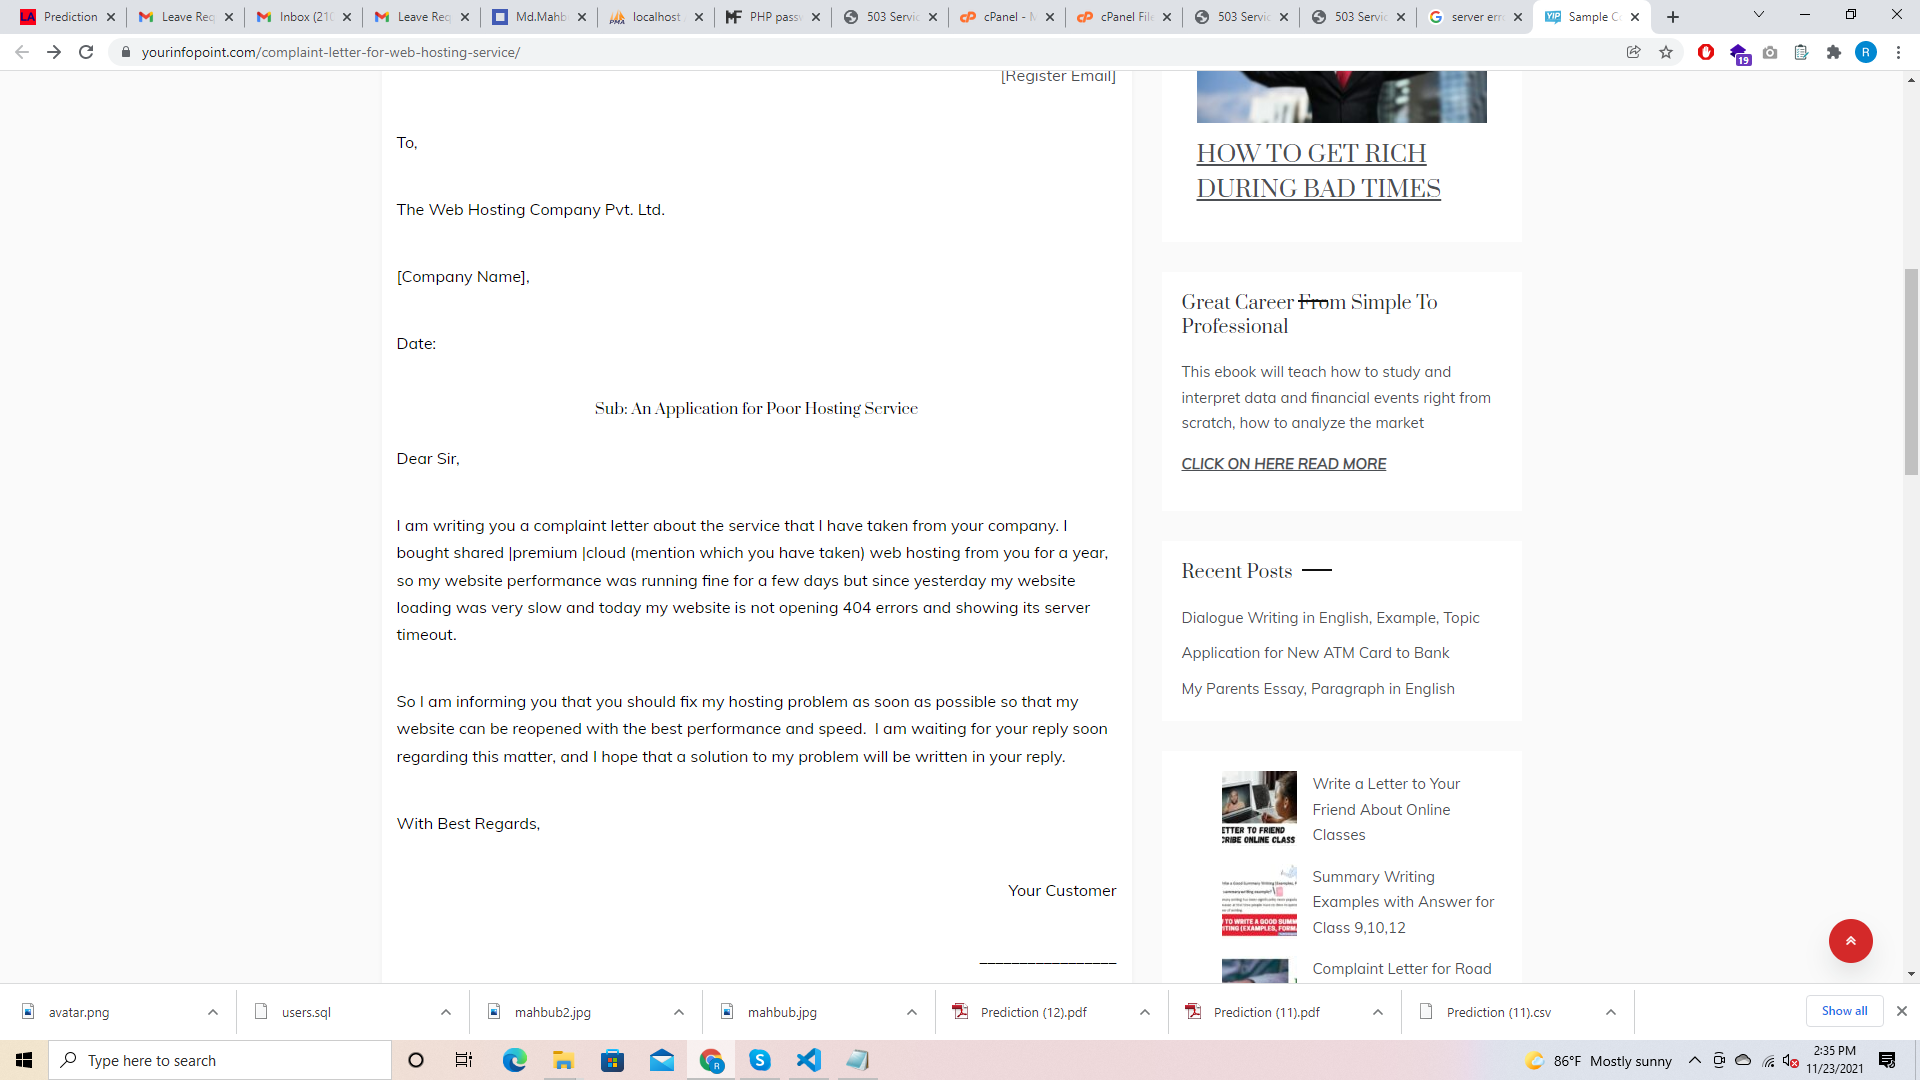 Prediction
Leave Req
Inbox (210
Leave Req
Md.Mahb
localhost
PHP passw
503 Servic
cPanel - M
cPanel File
503 Servic
503 Servic
server erro
Sample Co
yourinfopoint.com/complaint-letter-for-web-hosting-service/
19
R
[Register Email]
To,
The Web Hosting Company Pvt. Ltd.
[Company Name],
Date:
Sub: An Application for Poor Hosting Service
Dear Sir,
I am writing you a complaint letter about the service that I have taken from your company. I
bought shared |premium |cloud (mention which you have taken) web hosting from you for a year,
so my website performance was running fine for a few days but since yesterday my website
loading was very slow and today my website is not opening 404 errors and showing its server
timeout.
So I am informing you that you should fix my hosting problem as soon as possible so that my
website can be reopened with the best performance and speed.  I am waiting for your reply soon
regarding this matter, and I hope that a solution to my problem will be written in your reply.
With Best Regards,
Your Customer
_________________
HOW TO GET RICH
DURING BAD TIMES
Great Career From Simple To
Professional
This ebook will teach how to study and
interpret data and financial events right from
scratch, how to analyze the market
CLICK ON HERE READ MORE
Recent Posts
Dialogue Writing in English, Example, Topic
Application for New ATM Card to Bank
My Parents Essay, Paragraph in English
ETTER TO FRIEND
CRIBE ONLINE CLASS
Write a Letter to Your
Friend About Online
Classes
Summary Writing
Examples with Answer for
Class 9,10,12
Complaint Letter for Road
avatar.png
users.sql
mahbub2.jpg
mahbub.jpg
Prediction (12).pdf
Prediction (11).pdf
Prediction (11).csv
Show all
Type here to search
86°F Mostly sunny
2:35 PM
11/23/2021